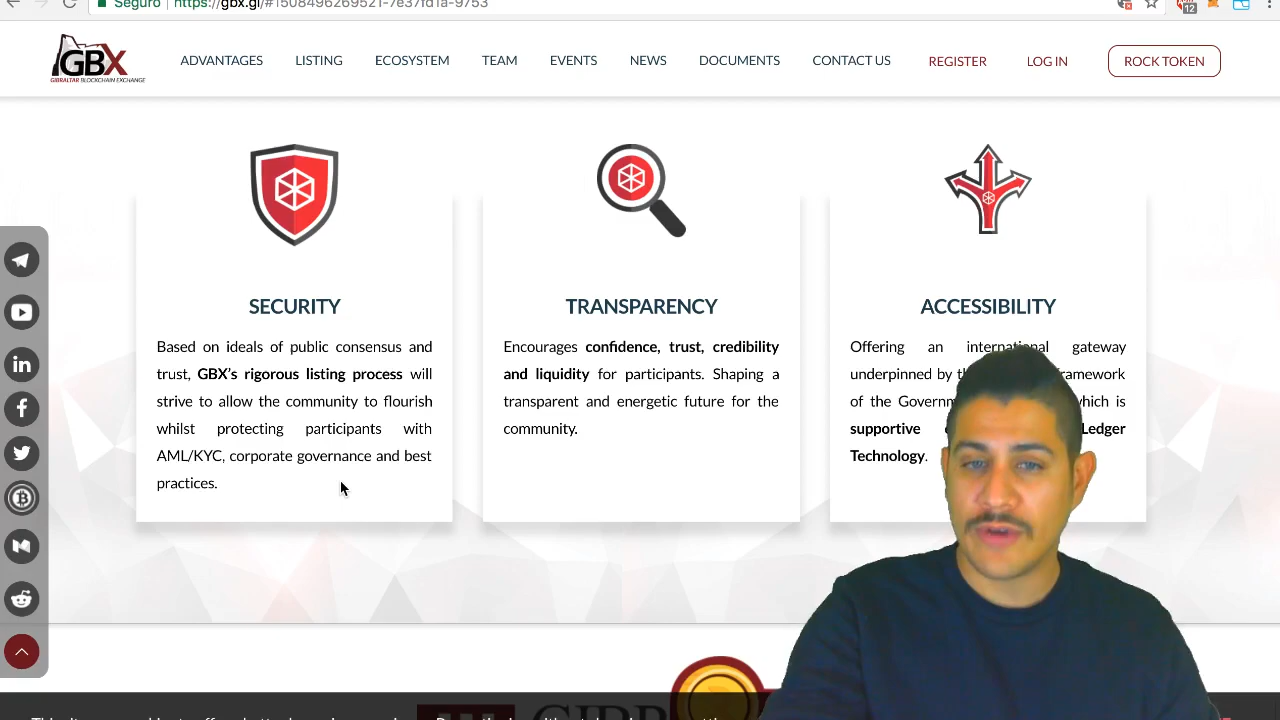 Seguro https://gbx.gi/#1508496269521-7e37fd1a-9753
12
GBX
GIBRALTAR BLOCKCHAIN EXCHANGE
ADVANTAGES LISTING ECOSYSTEM TEAM EVENTS NEWS DOCUMENTS CONTACT US REGISTER LOG IN ROCK TOKEN
SECURITY
Based on ideals of public consensus and
trust, GBX’s rigorous listing process will
strive to allow the community to flourish
whilst protecting participants with
AML/KYC, corporate governance and best
practices.
TRANSPARENCY
Encourages confidence, trust, credibility
and liquidity for participants. Shaping a
transparent and energetic future for the
community.
ACCESSIBILITY
Offering an international gateway
underpinned by
of the which is
supportive Ledger
Technology.